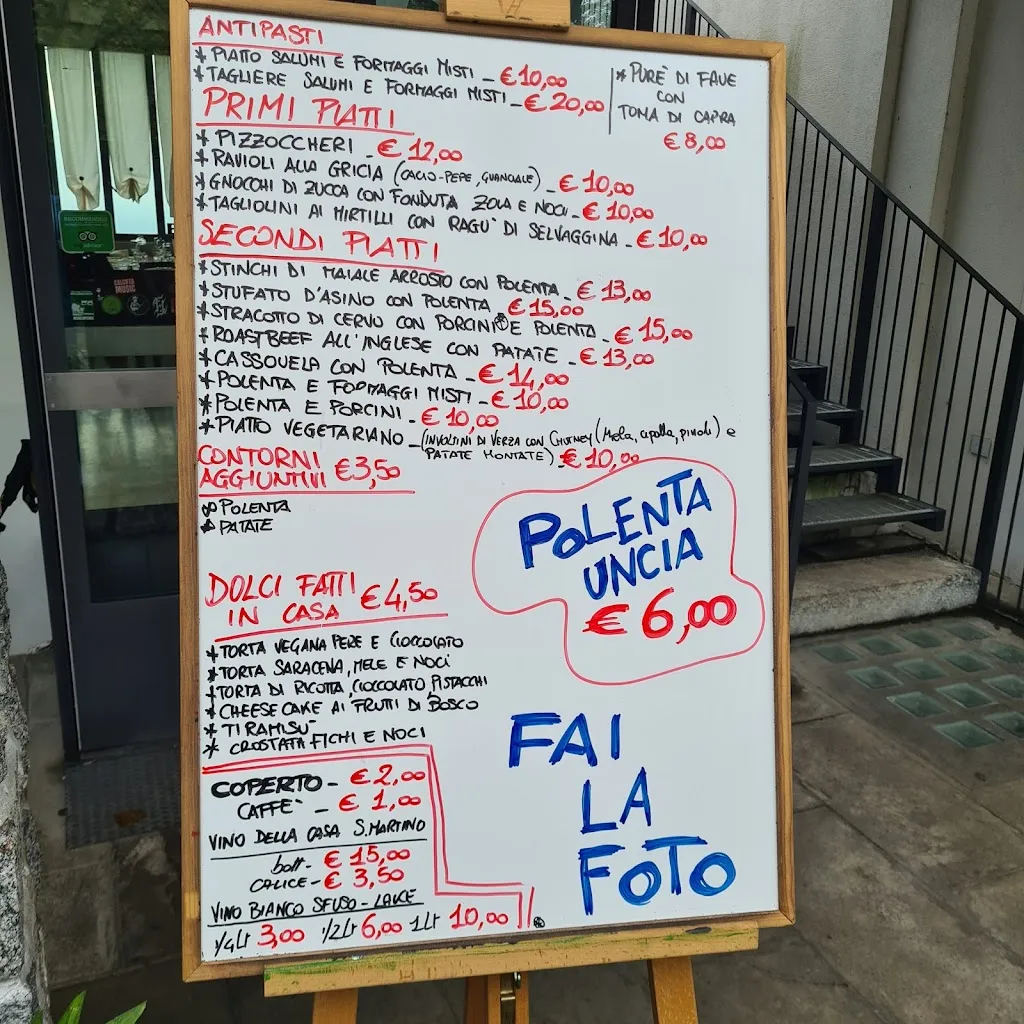 ANTIPASTI
* PIATTO SALUMI E FORMAGGI MISTI - € 10,00
* TAGLIERE SALUMI E FORMAGGI MISTI - € 20,00
* PURÈ DI FAVE
CON
TOMA DI CAPRA
€ 8,00
PRIMI PIATTI
* PIZZOCCHERI - € 12,00
* RAVIOLI ALLA GRICIA (CACIO-PEPE, GUANCIALE) - € 10,00
* GNOCCHI DI ZUCCA CON FONDUTA ZOLA E NOCI - € 10,00
* TAGLIOLINI AI MIRTILLI CON RAGU' DI SELVAGGINA - € 10,00
SECONDI PIATTI
* STINCHI DI MAIALE ARROSTO CON POLENTA - € 13,00
* STUFATO D'ASINO CON POLENTA € 15,00
* STRACOTTO DI CERVO CON PORCINI E POLENTA - € 15,00
* ROASTBEEF ALL'INGLESE CON PATATE - € 13,00
* CASSOUELA CON POLENTA - € 14,00
* POLENTA E FORMAGGI MISTI - € 10,00
* POLENTA E PORCINI - € 10,00
* PIATTO VEGETARIANO - (INVOLTINI DI VERZA CON CHUTNEY (Mela, cipolla, pinoli) e
PATATE MONTATE) € 10,00
CONTORNI
AGGIUNTIVI € 3,50
* POLENTA
* PATATE
POLENTA
UNCIA
€ 6,00
DOLCI FATTI
IN CASA € 4,50
* TORTA VEGANA PERE E CIOCCOLATO
* TORTA SARACENA, MELE E NOCI
* TORTA DI RICOTTA, CIOCCOLATO PISTACCHI
* CHEESE CAKE AI FRUTTI DI BOSCO
* TIRAMISU'
* CROSTATA FICHI E NOCI
FAI
LA
FOTO
COPERTO - € 2,00
CAFFE' - € 1,00
VINO DELLA CASA S.MARTINO
bott - € 15,00
CALICE - € 3,50
VINO BIANCO SFUSO -
1/4 Lt 3,00 1/2 Lt 6,00 1 Lt 10,00